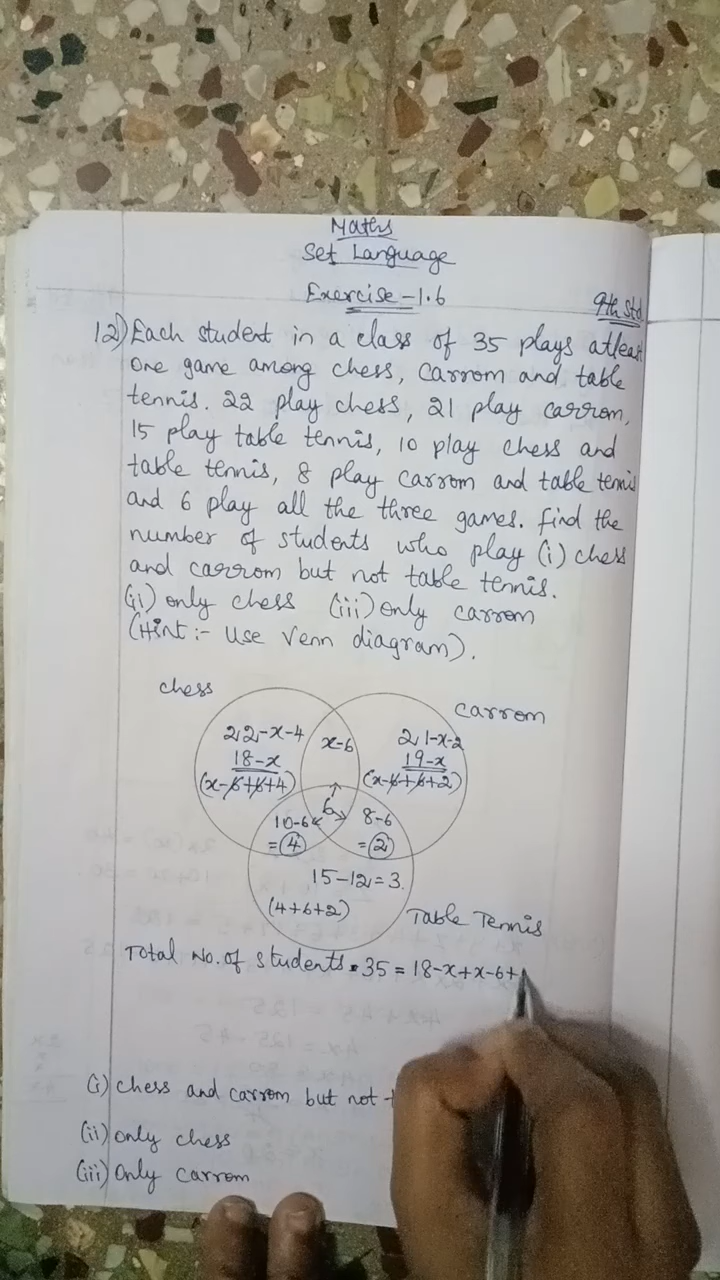 Maths
Set Language
Exercise-1.6
9th std
12) Each student in a class of 35 plays atleast
one game among chess, carrom and table
tennis. 22 play chess, 21 play carrom,
15 play table tennis, 10 play chess and
table tennis, 8 play carrom and table tennis
and 6 play all the three games. find the
number of students who play (i) chess
and carrom but not table tennis.
(ii) only chess (iii) only carrom
(Hint :- Use Venn diagram).
chess
carrom
22-x-4
18-x
(x-6+6+4)
x-6
21-x-2
19-x
(x-6+6+2)
6
10-6
=4
8-6
=2
15-12=3
(4+6+2)
Table Tennis
Total No. of students = 35 = 18-x+x-6+
(i) chess and carrom but not
(ii) only chess
(iii) only carrom